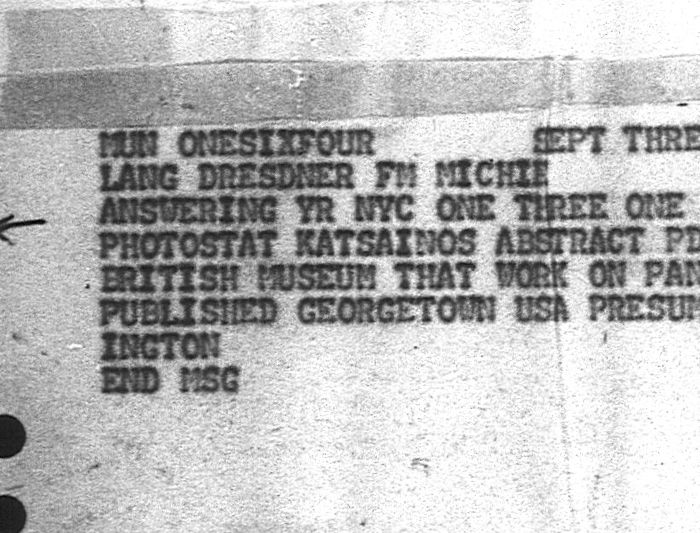 MUN ONESIXFOUR SEPT THRE
LANG DRESDNER FM MICHIE
ANSWERING YR NYC ONE THREE ONE
PHOTOSTAT KATSAINOS ABSTRACT PR
BRITISH MUSEUM THAT WORK ON PAN
PUBLISHED GEORGETOWN USA PRESUM
INGTON
END MSG